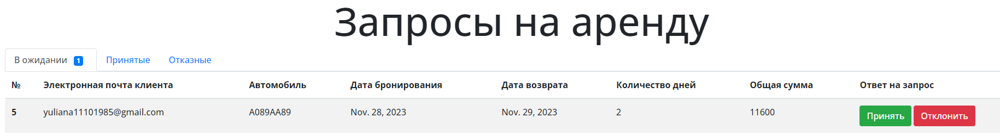 Запросы на аренду
В ожидании 1 Принятые Отказные
№ Электронная почта клиента Автомобиль Дата бронирования Дата возврата Количество дней Общая сумма Ответ на запрос
5 yuliana11101985@gmail.com A089AA89 Nov. 28, 2023 Nov. 29, 2023 2 11600 Принять Отклонить